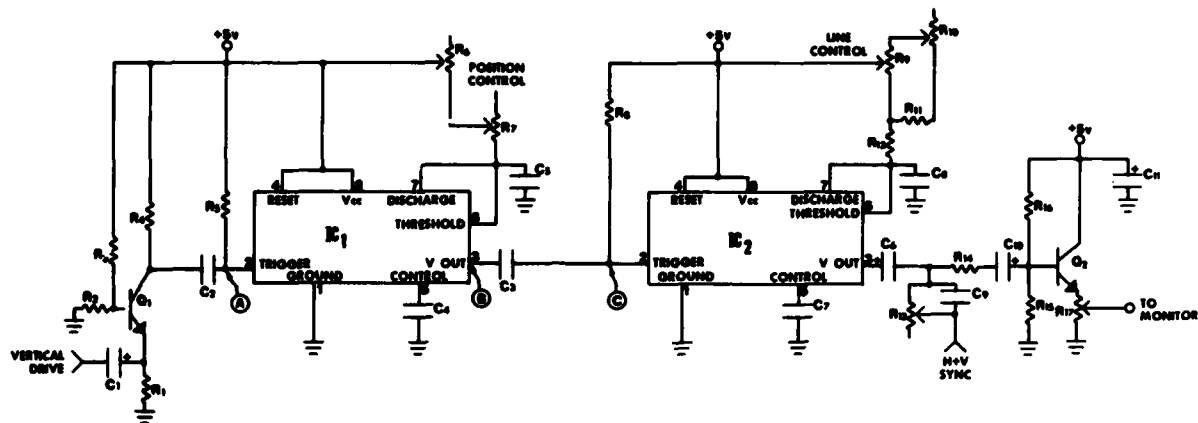 +5v
R6
POSITION
CONTROL
R7
C5
R3
R4
R5
4
8
7
RESET
Vcc
DISCHARGE
THRESHOLD
6
IC1
2
TRIGGER
GROUND
1
CONTROL
5
V OUT
3
C2
A
B
C3
C4
R2
Q1
VERTICAL
DRIVE
C1
+
R1
+5v
LINE
CONTROL
R9
R10
R8
R11
R12
C8
4
8
7
RESET
Vcc
DISCHARGE
THRESHOLD
6
IC2
C
2
TRIGGER
GROUND
1
CONTROL
5
V OUT
3
C7
C6
R14
C9
R13
H+V
SYNC
C10
+
+5v
R16
C11
+
Q2
R15
R17
TO
MONITOR